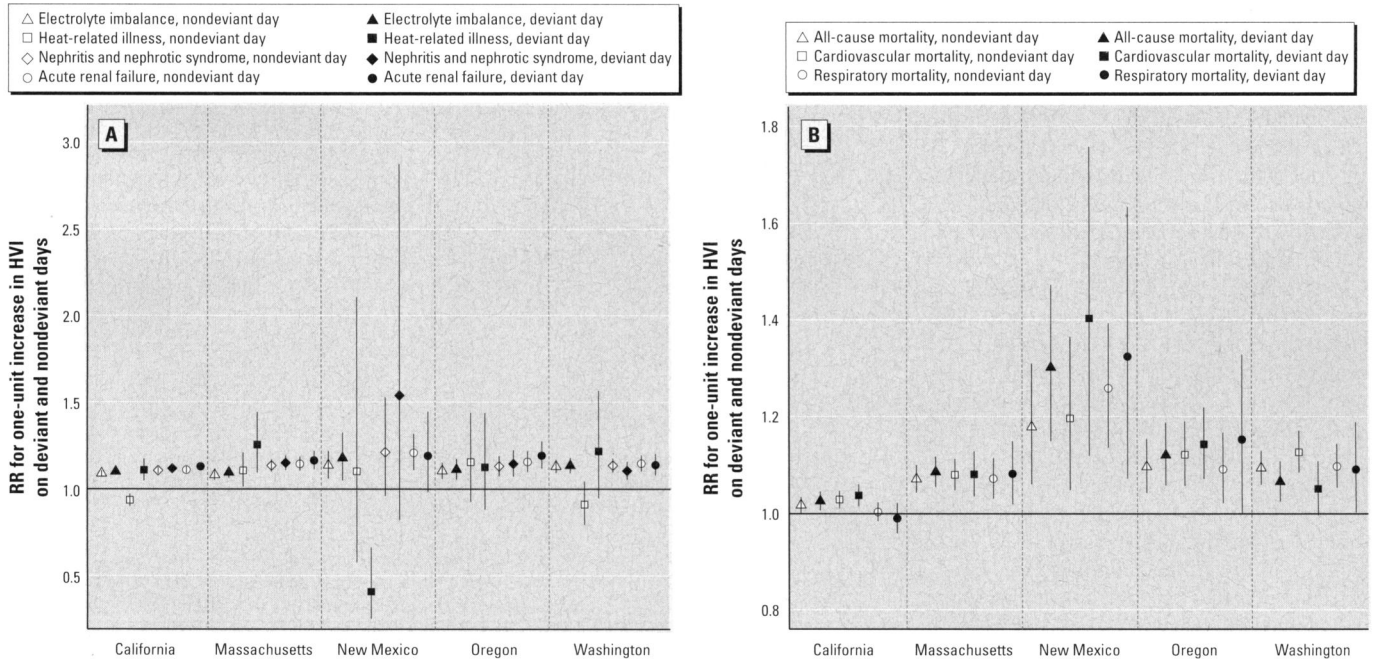 △ Electrolyte imbalance, nondeviant day ▲ Electrolyte imbalance, deviant day
□ Heat-related illness, nondeviant day ■ Heat-related illness, deviant day
◇ Nephritis and nephrotic syndrome, nondeviant day ◆ Nephritis and nephrotic syndrome, deviant day
○ Acute renal failure, nondeviant day ● Acute renal failure, deviant day
A
3.0
2.5
2.0
1.5
1.0
0.5
RR for one-unit increase in HVI
on deviant and nondeviant days
California Massachusetts New Mexico Oregon Washington
△ All-cause mortality, nondeviant day ▲ All-cause mortality, deviant day
□ Cardiovascular mortality, nondeviant day ■ Cardiovascular mortality, deviant day
○ Respiratory mortality, nondeviant day ● Respiratory mortality, deviant day
B
1.8
1.6
1.4
1.2
1.0
0.8
RR for one-unit increase in HVI
on deviant and nondeviant days
California Massachusetts New Mexico Oregon Washington